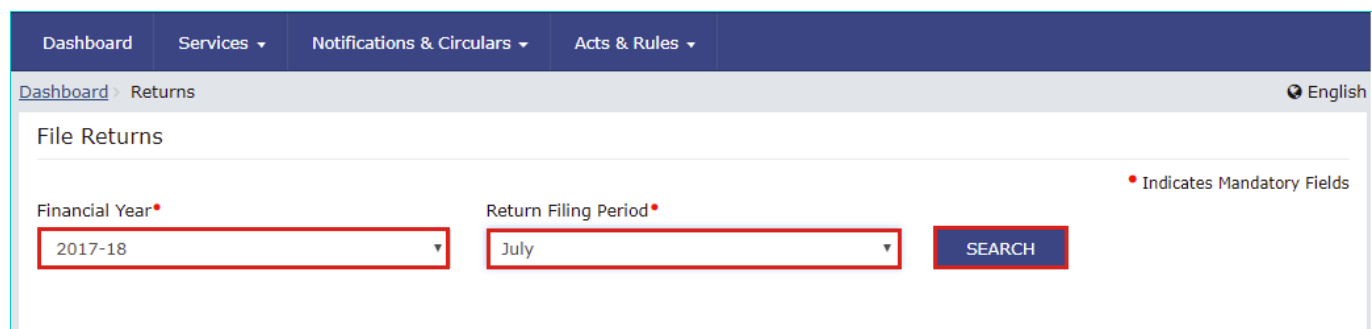 Dashboard Services Notifications & Circulars Acts & Rules
Dashboard > Returns English
File Returns
• Indicates Mandatory Fields
Financial Year• Return Filing Period•
2017-18 July SEARCH